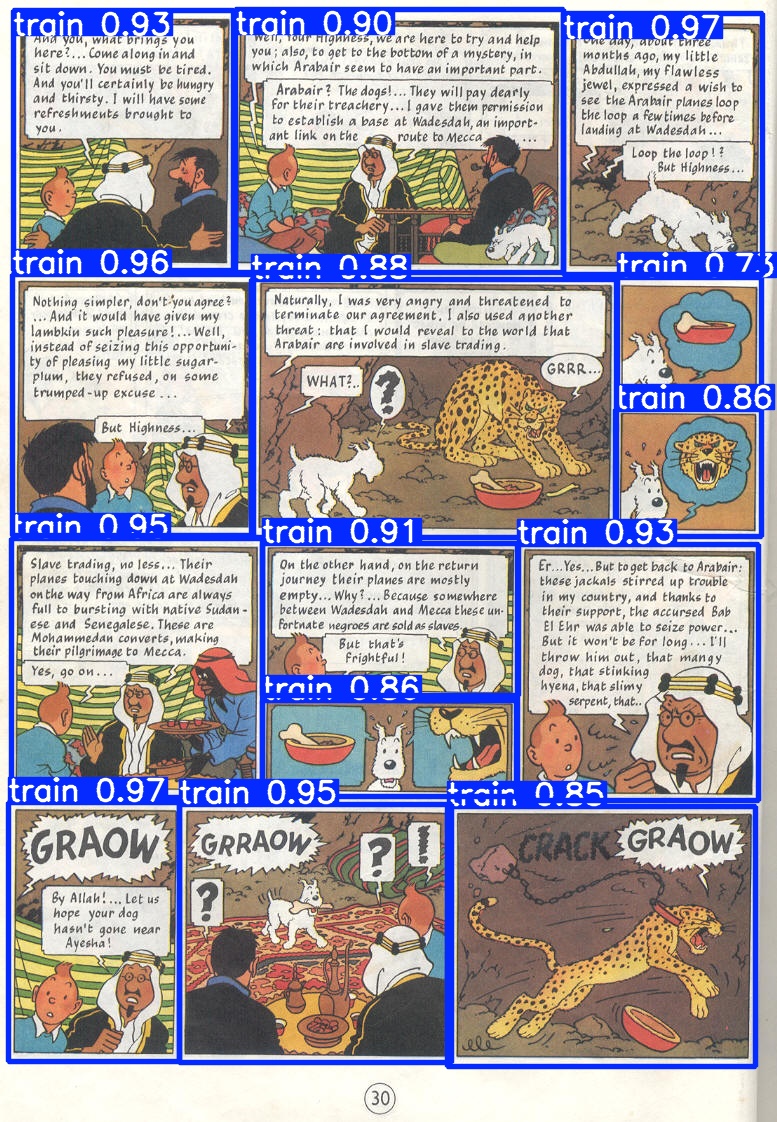 train 0.93
And you, what brings you
here?... Come along in and
sit down. You must be tired.
And you'll certainly be hungry
and thirsty. I will have some
refreshments brought to
you.
train 0.90
Well, Your Highness, we are here to try and help
you; also, to get to the bottom of a mystery, in
which Arabair seem to have an important part.
Arabair? The dogs!... They will pay dearly
for their treachery... I gave them permission
to establish a base at Wadesdah, an import-
ant link on the route to Mecca ...
train 0.97
One day, about three
months ago, my little
Abdullah, my flawless
jewel, expressed a wish to
see the Arabair planes loop
the loop a few times before
landing at Wadesdah...
Loop the loop!?
But Highness...
train 0.96
Nothing simpler, don't you agree?
...And it would have given my
lambkin such pleasure!... Well,
instead of seizing this opportuni-
ty of pleasing my little sugar-
plum, they refused, on some
trumped-up excuse ...
But Highness...
train 0.88
Naturally, I was very angry and threatened to
terminate our agreement. I also used another
threat: that I would reveal to the world that
Arabair are involved in slave trading.
WHAT?..
?
GRRR...
train 0.73
train 0.86
train 0.95
Slave trading, no less... Their
planes touching down at Wadesdah
on the way from Africa are always
full to bursting with native Sudan-
ese and Senegalese. These are
Mohammedan converts, making
their pilgrimage to Mecca.
Yes, go on...
train 0.91
On the other hand, on the return
journey their planes are mostly
empty... Why?... Because somewhere
between Wadesdah and Mecca these un-
fortnate negroes are sold as slaves.
But that's
frightful!
train 0.86
train 0.93
Er...Yes...But to get back to Arabair:
these jackals stirred up trouble
in my country, and thanks to
their support, the accursed Bab
El Ehr was able to seize power...
But it won't be for long... I'll
throw him out, that mangy
dog, that stinking
hyena, that slimy
serpent, that..
train 0.97
GRAOW
By Allah!... Let us
hope your dog
hasn't gone near
Ayesha!
train 0.95
GRRAOW
?
?
!
train 0.85
CRACK
GRAOW
30